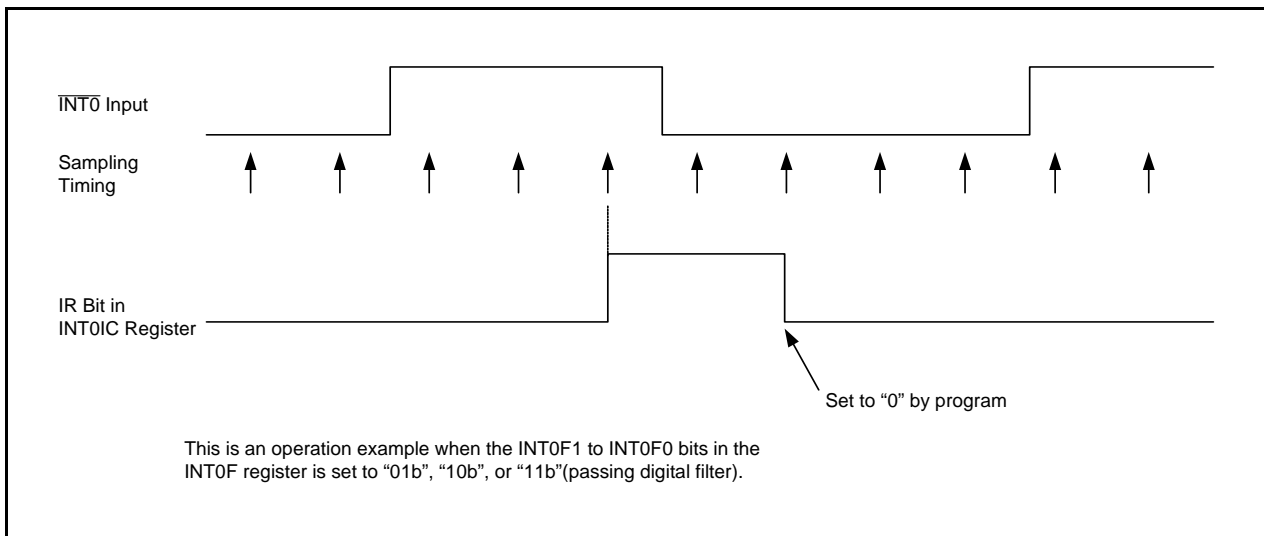 INT0 Input
Sampling
Timing
IR Bit in
INT0IC Register
Set to “0” by program
This is an operation example when the INT0F1 to INT0F0 bits in the
INT0F register is set to “01b”, “10b”, or “11b”(passing digital filter).